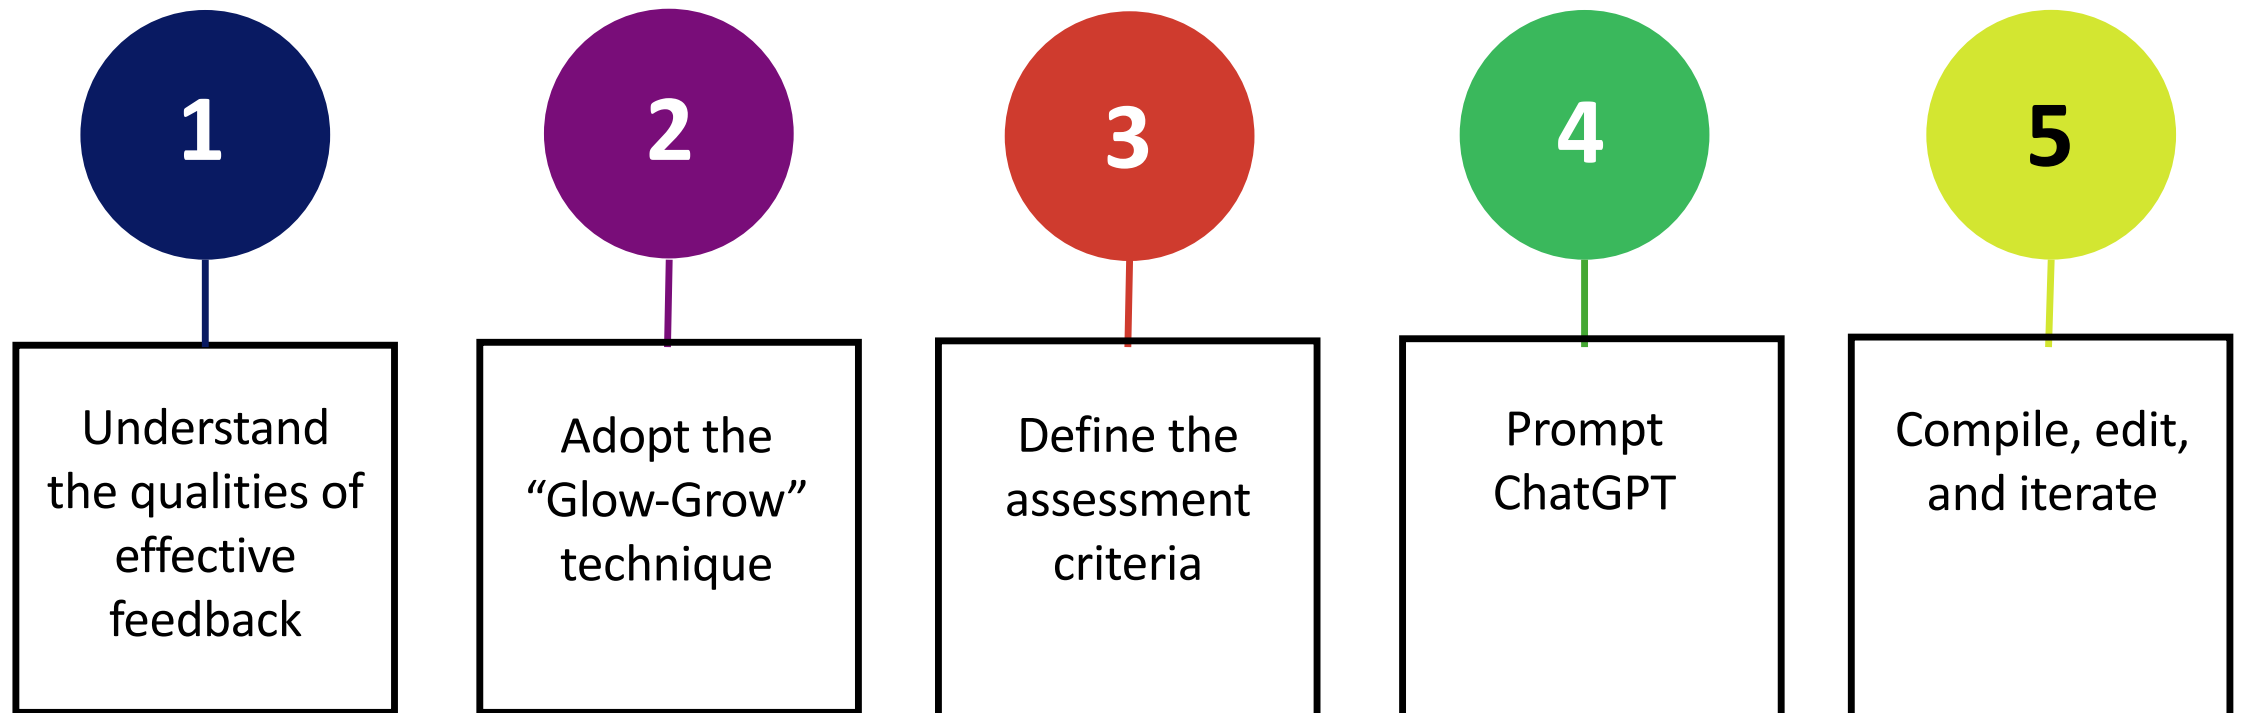 1
Understand
the qualities of
effective
feedback
2
Adopt the
“Glow-Grow”
technique
3
Define the
assessment
criteria
4
Prompt
ChatGPT
5
Compile, edit,
and iterate